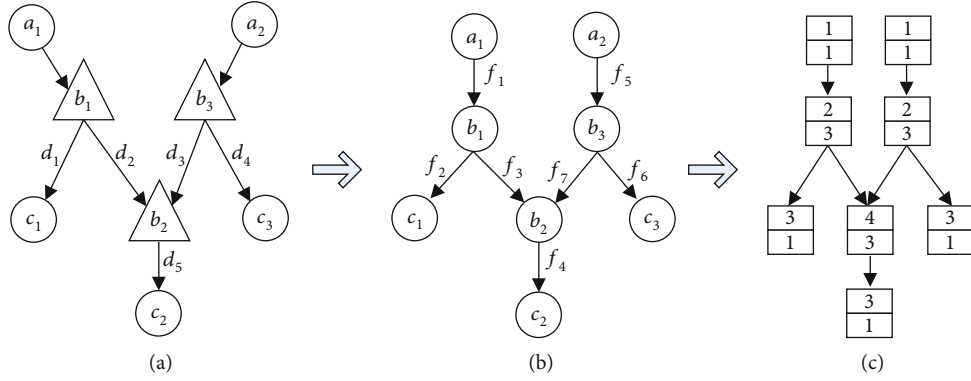 a₁ a₂
b₁ b₃
d₁ d₂ d₃ d₄
c₁ b₂ c₃
d₅
c₂
(a)
a₁ a₂
f₁ f₅
b₁ b₃
f₂ f₃ f₇ f₆
c₁ b₂ c₃
f₄
c₂
(b)
1 1
1 1
2 2
3 3
3 4 3
1 3 1
3
1
(c)